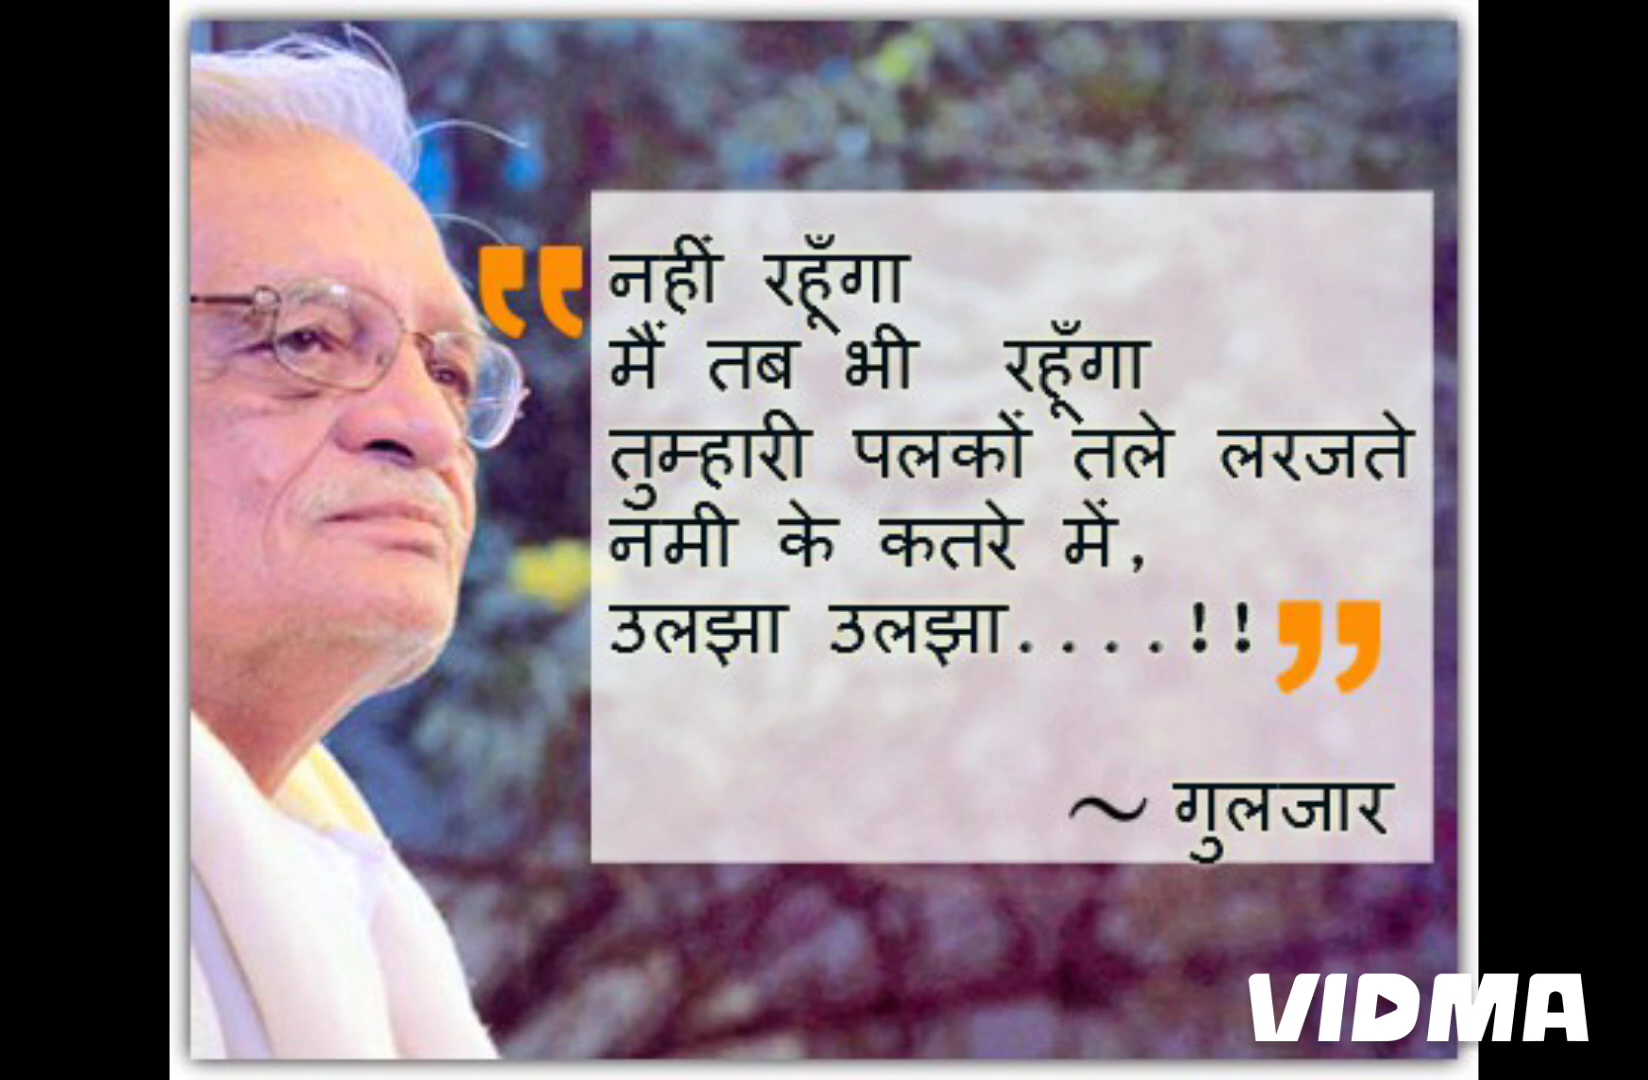 नहीं रहूँगा
मैं तब भी रहूँगा
तुम्हारी पलकों तले लरजते
नमी के कतरे में,
उलझा उलझा....!!
~ गुलजार
VIDMA